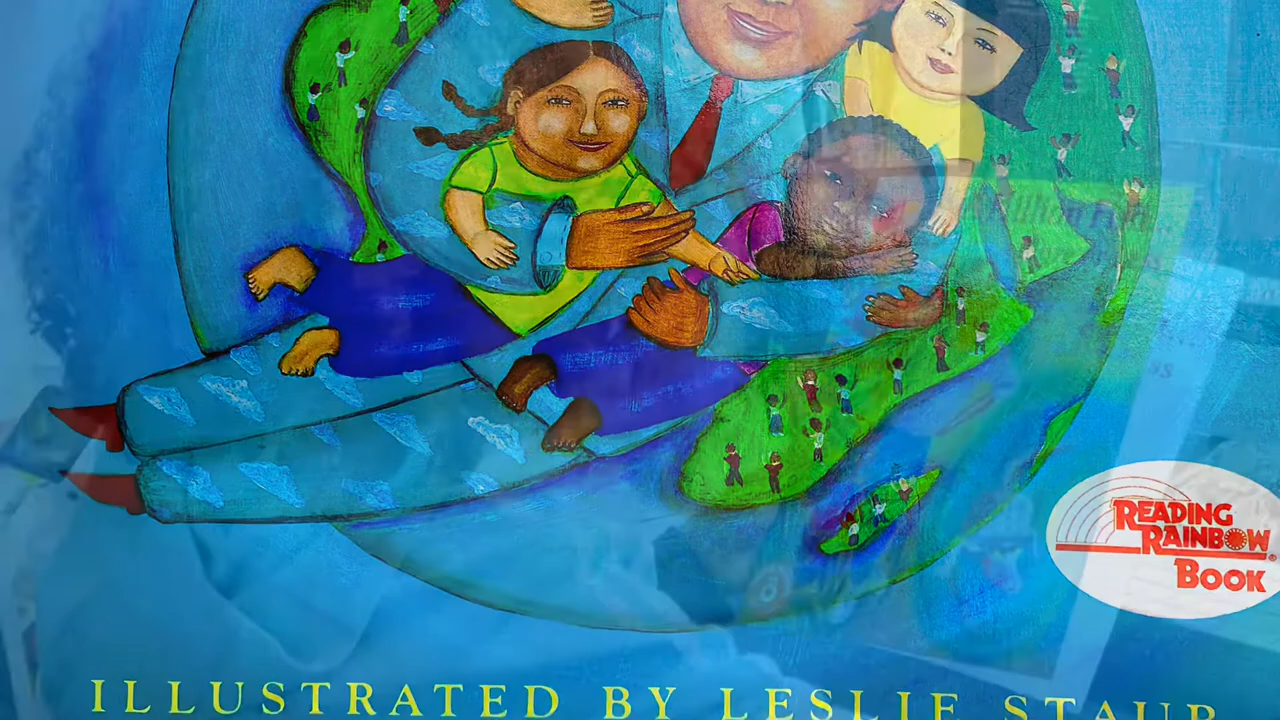 READING
RAINBOW
BOOK
ILLUSTRATED BY LESLIE STAUB